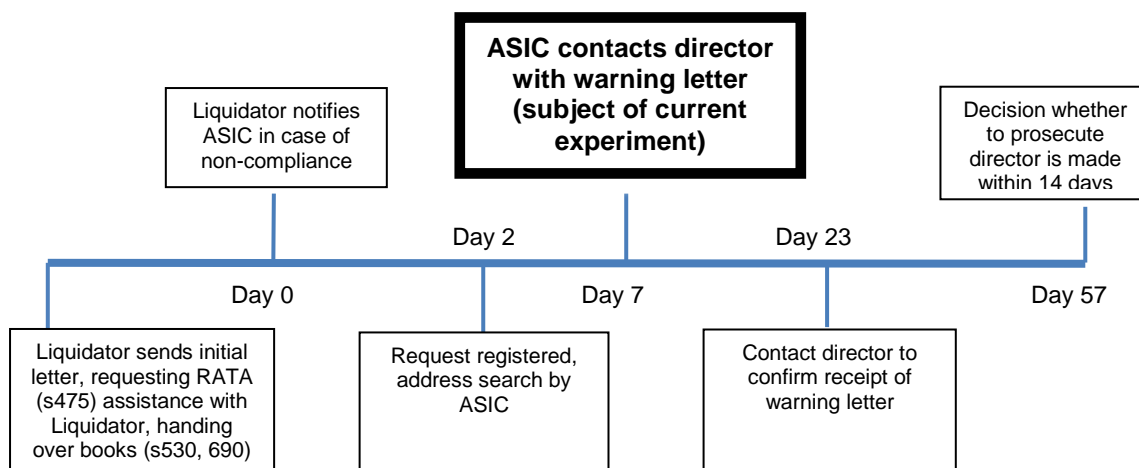 ASIC contacts director
with warning letter
(subject of current
experiment)
Liquidator notifies
ASIC in case of
non-compliance
Decision whether
to prosecute
director is made
within 14 days
Day 2
Day 23
Day 0
Day 7
Day 57
Liquidator sends initial
letter, requesting RATA
(s475) assistance with
Liquidator, handing
over books (s530, 690)
Request registered,
address search by
ASIC
Contact director to
confirm receipt of
warning letter